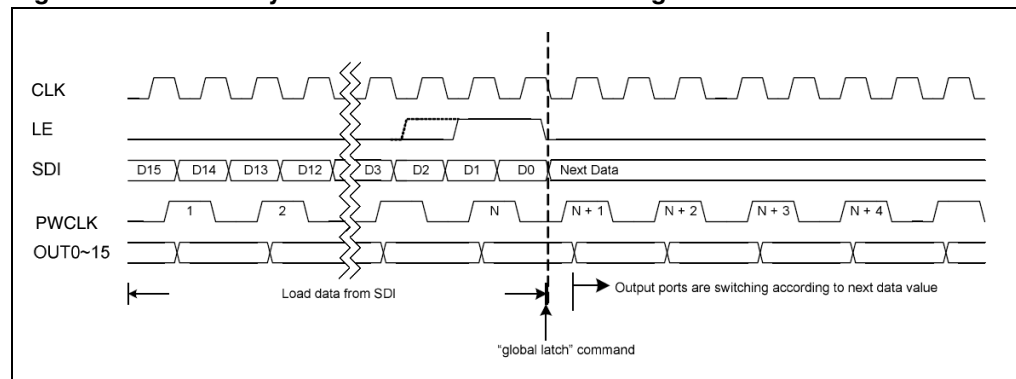 CLK
LE
SDI D15 D14 D13 D12 D3 D2 D1 D0 Next Data
PWCLK 1 2 N N + 1 N + 2 N + 3 N + 4
OUT0~15
Load data from SDI
Output ports are switching according to next data value
"global latch" command